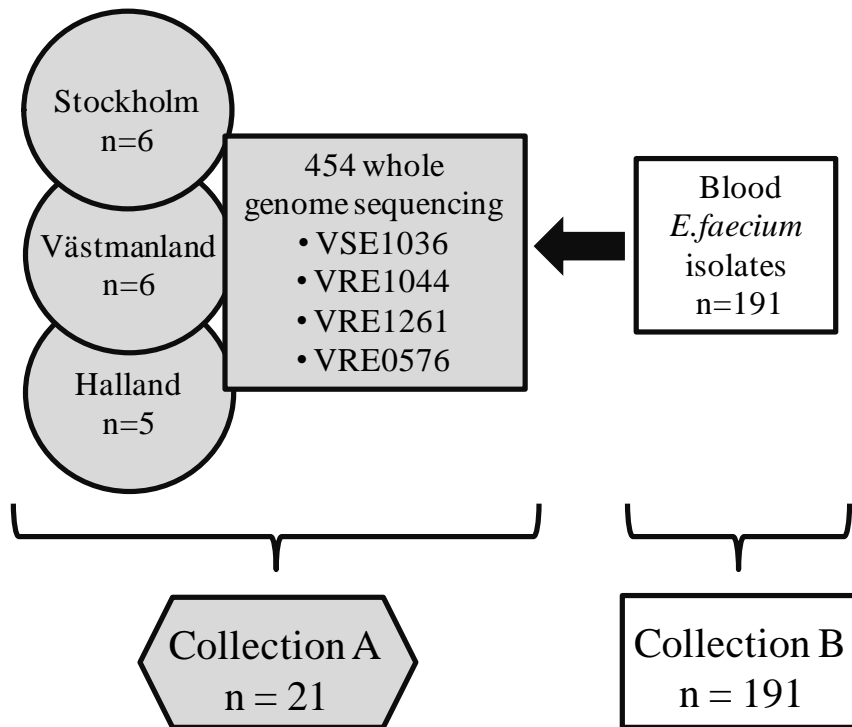 Stockholm
n=6
Västmanland
n=6
Halland
n=5
454 whole
genome sequencing
• VSE1036
• VRE1044
• VRE1261
• VRE0576
Blood
E.faecium
isolates
n=191
Collection A
n = 21
Collection B
n = 191